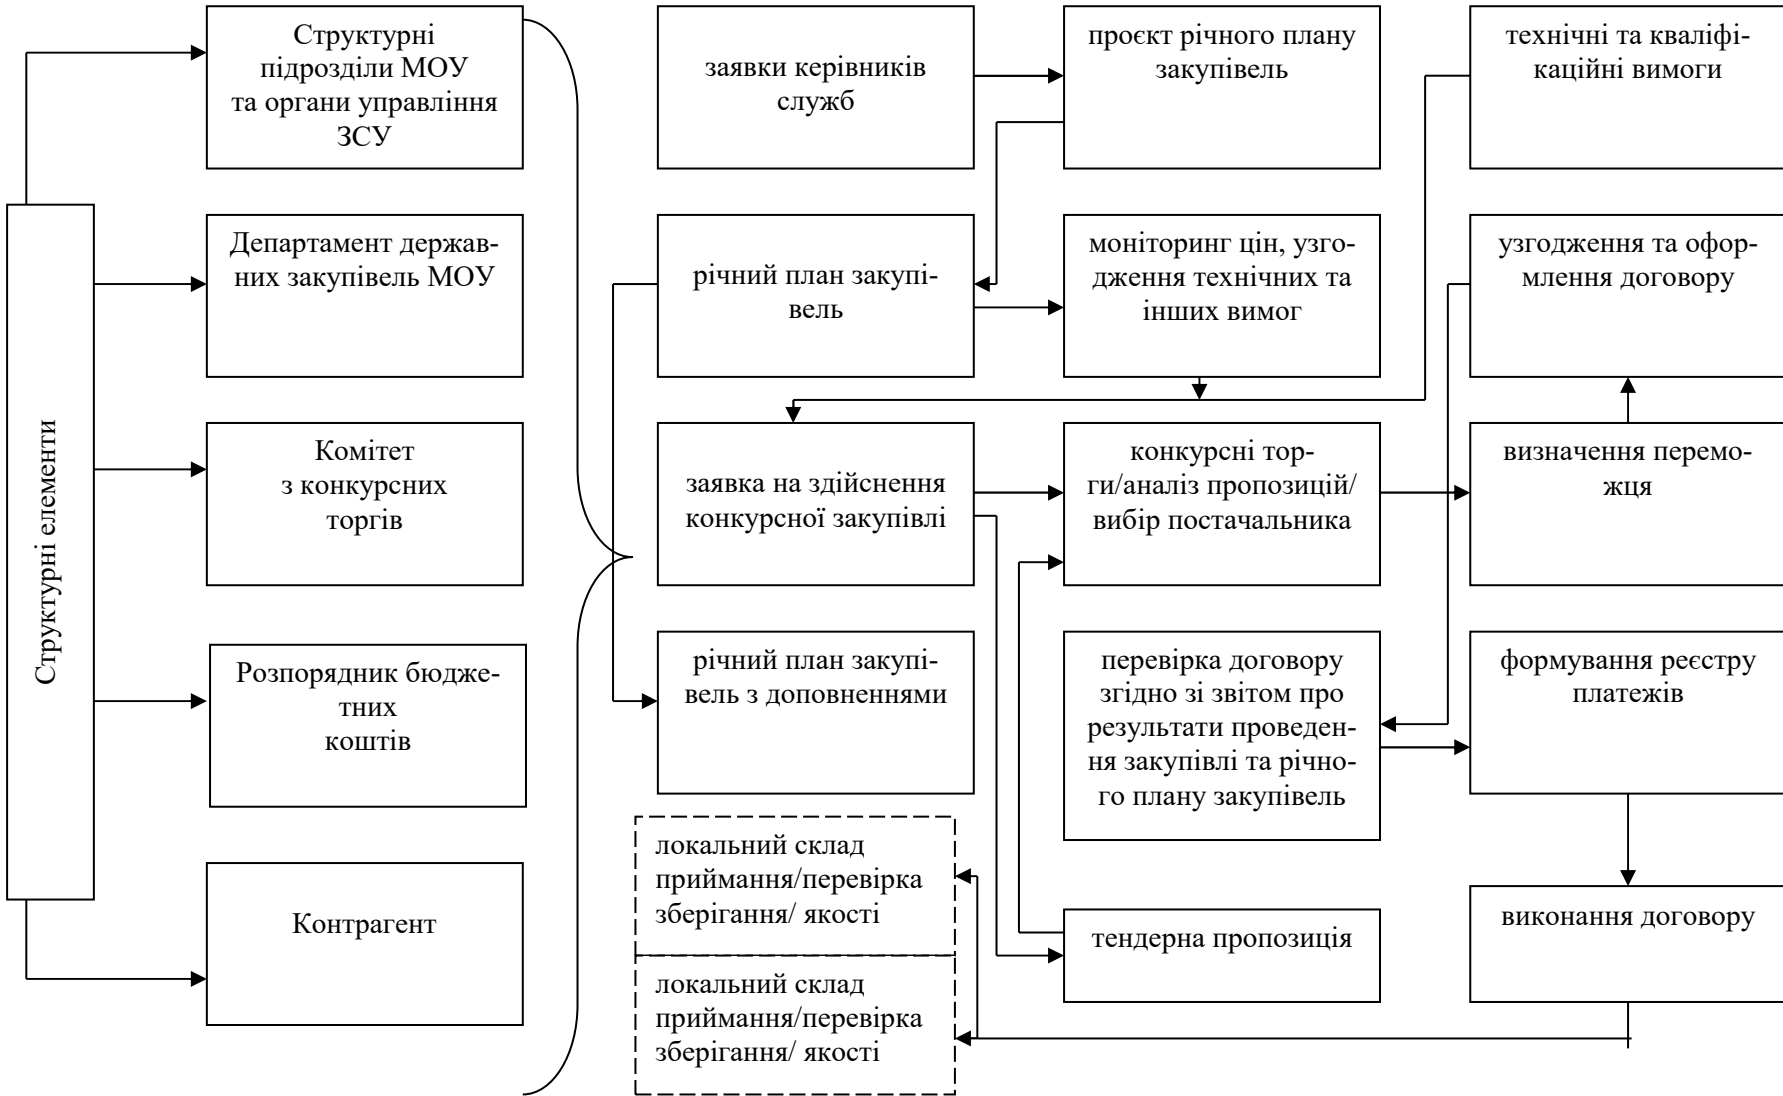 Структурні елементи
Структурні
підрозділи МОУ
та органи управління
ЗСУ
Департамент держав-
них закупівель МОУ
Комітет
з конкурсних
торгів
Розпорядник бюдже-
тних
коштів
Контрагент
заявки керівників
служб
проєкт річного плану
закупівель
технічні та кваліфі-
каційні вимоги
річний план закупі-
вель
моніторинг цін, узго-
дження технічних та
інших вимог
узгодження та офор-
млення договору
заявка на здійснення
конкурсної закупівлі
конкурсні тор-
ги/аналіз пропозицій/
вибір постачальника
визначення перемо-
жця
річний план закупі-
вель з доповненнями
перевірка договору
згідно зі звітом про
результати проведен-
ня закупівлі та річно-
го плану закупівель
формування реєстру
платежів
локальний склад
приймання/перевірка
зберігання/ якості
тендерна пропозиція
виконання договору
локальний склад
приймання/перевірка
зберігання/ якості